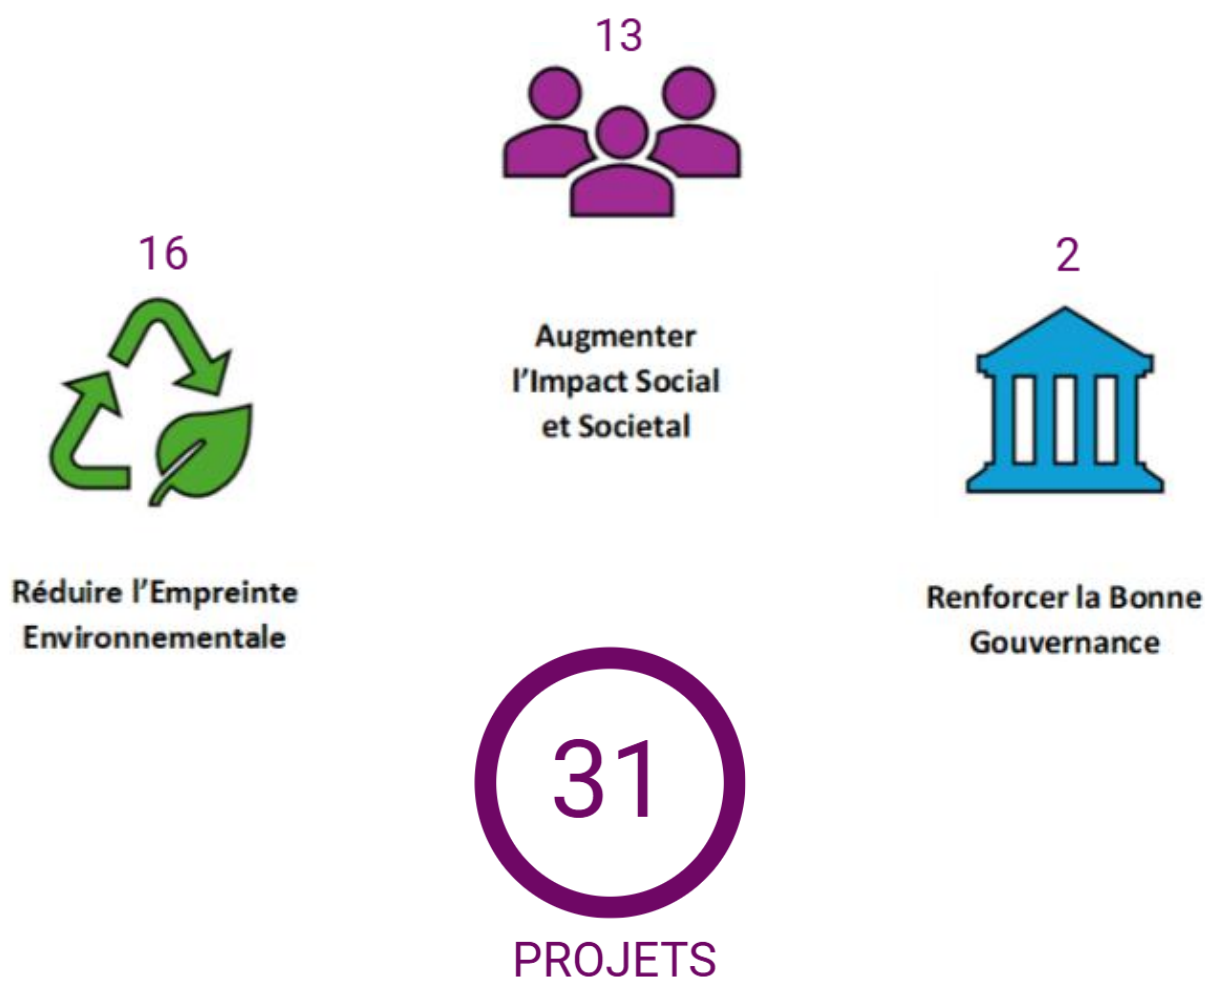 13
Augmenter
l’Impact Social
et Societal
16
Réduire l’Empreinte
Environnementale
2
Renforcer la Bonne
Gouvernance
31
PROJETS